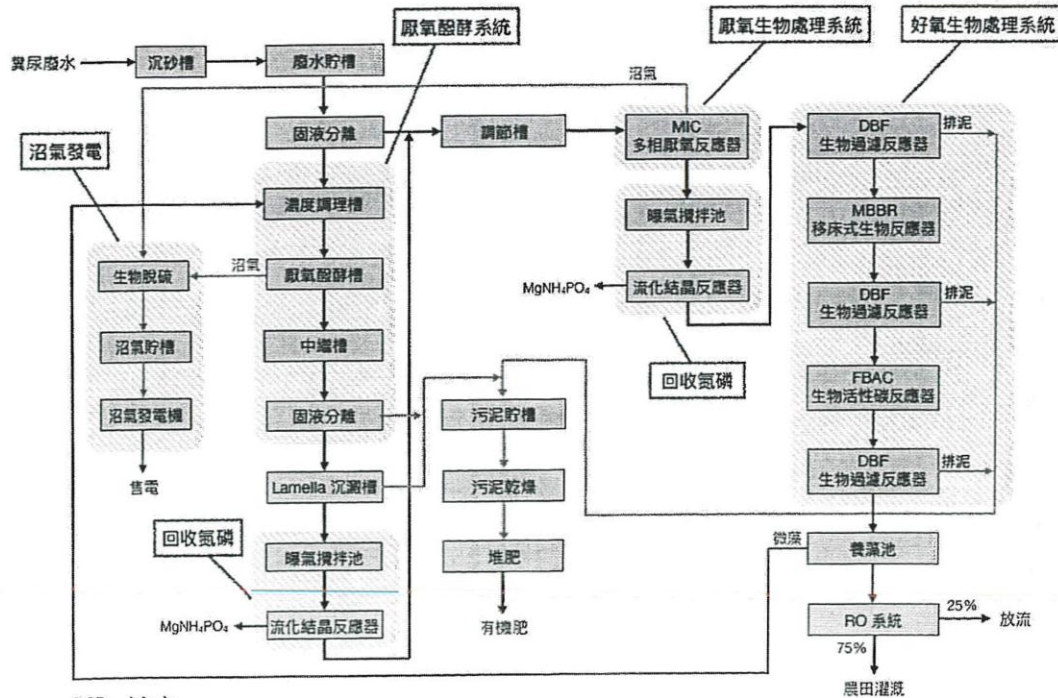 厭氧醱酵系統
厭氧生物處理系統
好氧生物處理系統
糞尿廢水
沉砂槽
廢水貯槽
沼氣
固液分離
調節槽
MIC
多相厭氧反應器
DBF
生物過濾反應器
排泥
沼氣發電
濃度調理槽
曝氣攪拌池
MBBR
移床式生物反應器
生物脫硫
沼氣
厭氧醱酵槽
MgNH₄PO₄
流化結晶反應器
DBF
生物過濾反應器
排泥
沼氣貯槽
中繼槽
回收氮磷
FBAC
生物活性碳反應器
沼氣發電機
固液分離
污泥貯槽
售電
Lamella 沉澱槽
污泥乾燥
DBF
生物過濾反應器
排泥
回收氮磷
曝氣攪拌池
堆肥
微藻
養藻池
MgNH₄PO₄
流化結晶反應器
有機肥
RO 系統
25%
放流
75%
農田灌溉